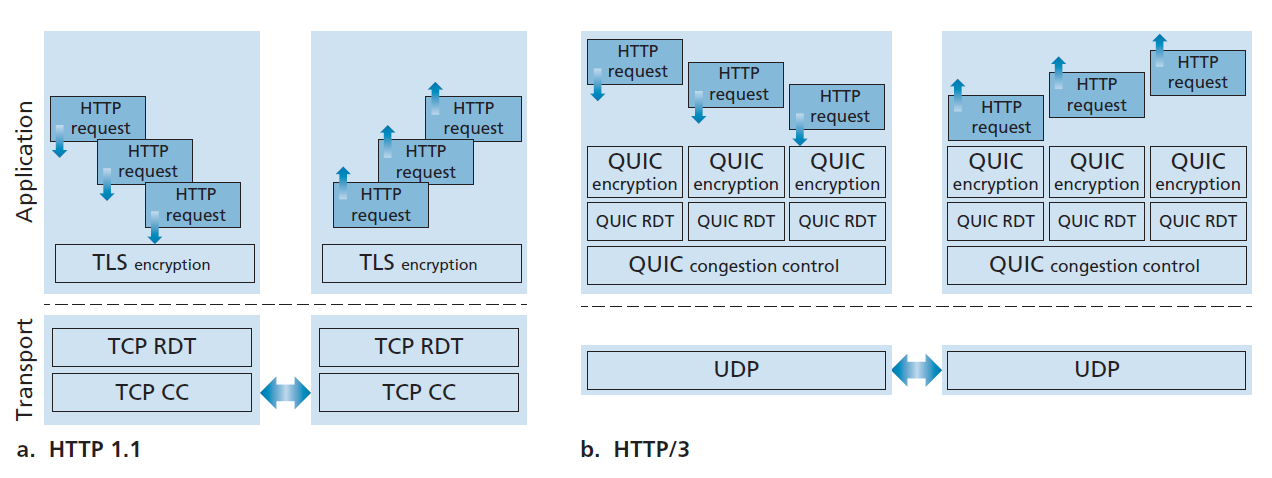 Application
HTTP
request
HTTP
request
HTTP
request
TLS encryption
HTTP
request
HTTP
request
HTTP
request
TLS encryption
Transport
TCP RDT
TCP CC
TCP RDT
TCP CC
a. HTTP 1.1
HTTP
request
HTTP
request
HTTP
request
QUIC
encryption
QUIC
encryption
QUIC
encryption
QUIC RDT
QUIC RDT
QUIC RDT
QUIC congestion control
HTTP
request
HTTP
request
HTTP
request
QUIC
encryption
QUIC
encryption
QUIC
encryption
QUIC RDT
QUIC RDT
QUIC RDT
QUIC congestion control
UDP
UDP
b. HTTP/3